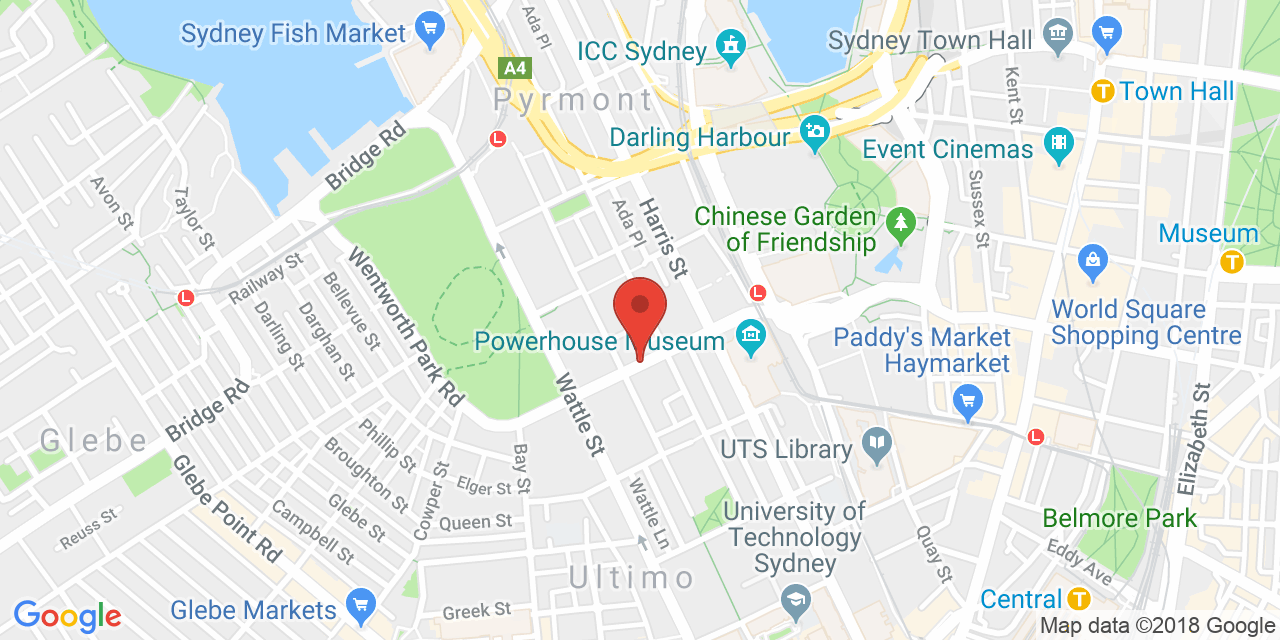 Sydney Fish Market
Ada Pl
ICC Sydney
Sydney Town Hall
A4
Kent St
T
Town Hall
Pyrmont
L
Darling Harbour
Event Cinemas
Bridge Rd
Avon St
Taylor St
Sussex St
Harris St
Ada Pl
Chinese Garden
of Friendship
Museum
T
Railway St
Wentworth Park Rd
Bellevue St
Darghan St
Darling St
L
L
World Square
Shopping Centre
Powerhouse Museum
Paddy's Market
Haymarket
Bridge Rd
Wattle St
Elizabeth St
Glebe
Phillip St
Broughton St
Bay St
UTS Library
L
Glebe Point Rd
Cowper St
Elger St
Wattle Ln
Reuss St
Campbell St
Glebe St
Queen St
University of
Technology
Sydney
Belmore Park
Quay St
Eddy Ave
Ultimo
Glebe Markets
Greek St
Central
T
Google
Map data ©2018 Google